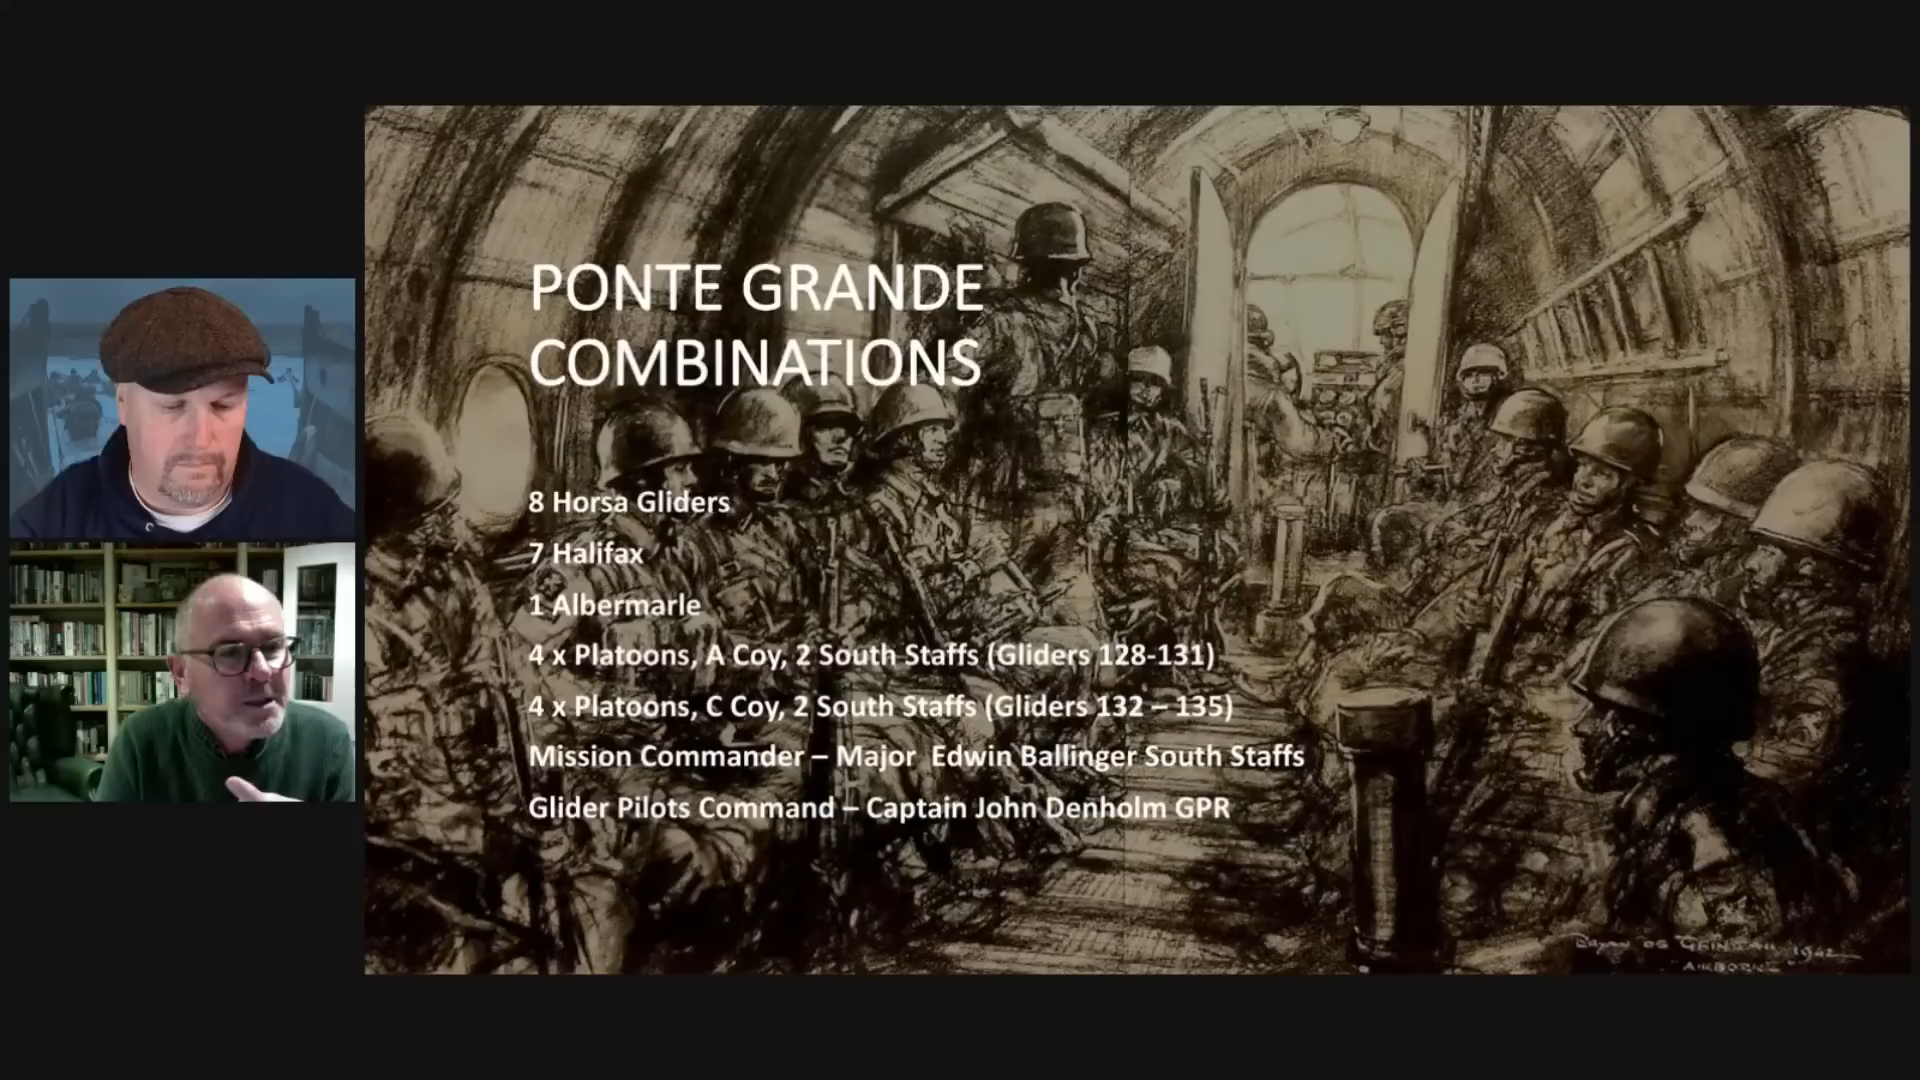 PONTE GRANDE
COMBINATIONS
8 Horsa Gliders
7 Halifax
1 Albermarle
4 x Platoons, A Coy, 2 South Staffs (Gliders 128-131)
4 x Platoons, C Coy, 2 South Staffs (Gliders 132 – 135)
Mission Commander – Major  Edwin Ballinger South Staffs
Glider Pilots Command – Captain John Denholm GPR
1942
"AIRBORNE"